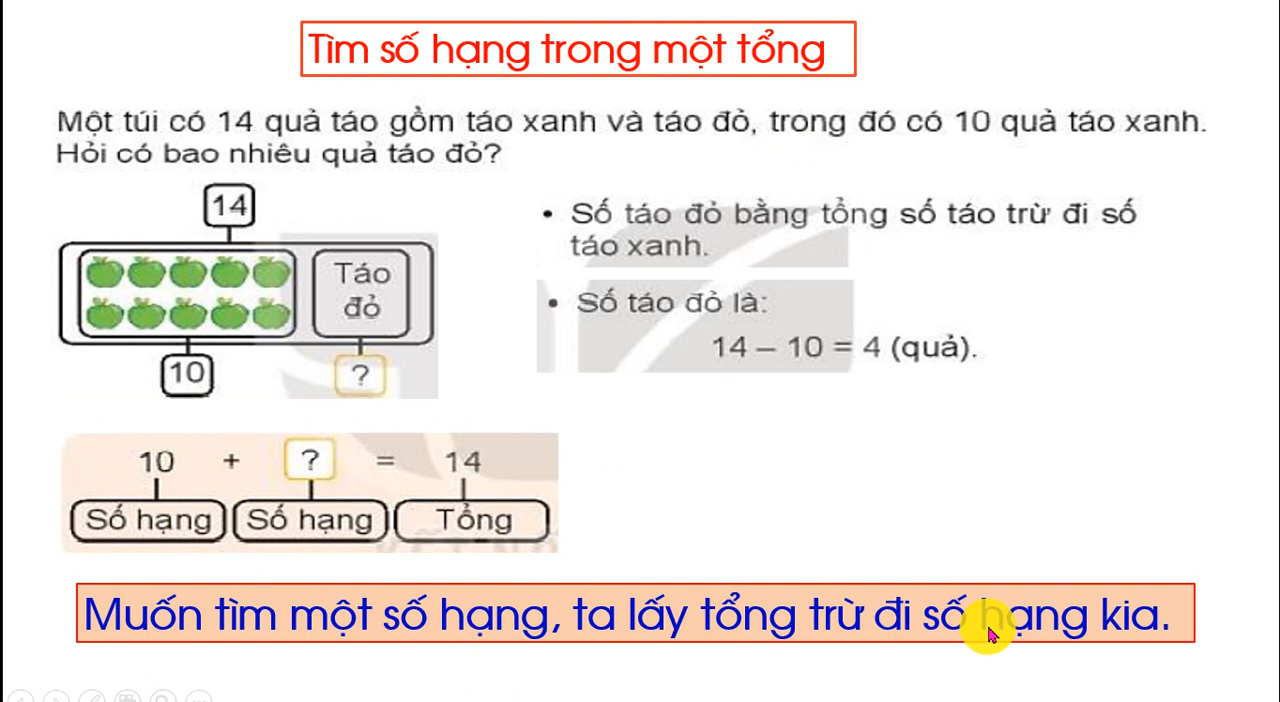 Tìm số hạng trong một tổng
Một túi có 14 quả táo gồm táo xanh và táo đỏ, trong đó có 10 quả táo xanh.
Hỏi có bao nhiêu quả táo đỏ?
14
Táo
đỏ
10
?
• Số táo đỏ bằng tổng số táo trừ đi số
táo xanh.
• Số táo đỏ là:
14 – 10 = 4 (quả).
10 + ? = 14
Số hạng Số hạng Tổng
Muốn tìm một số hạng, ta lấy tổng trừ đi số hạng kia.